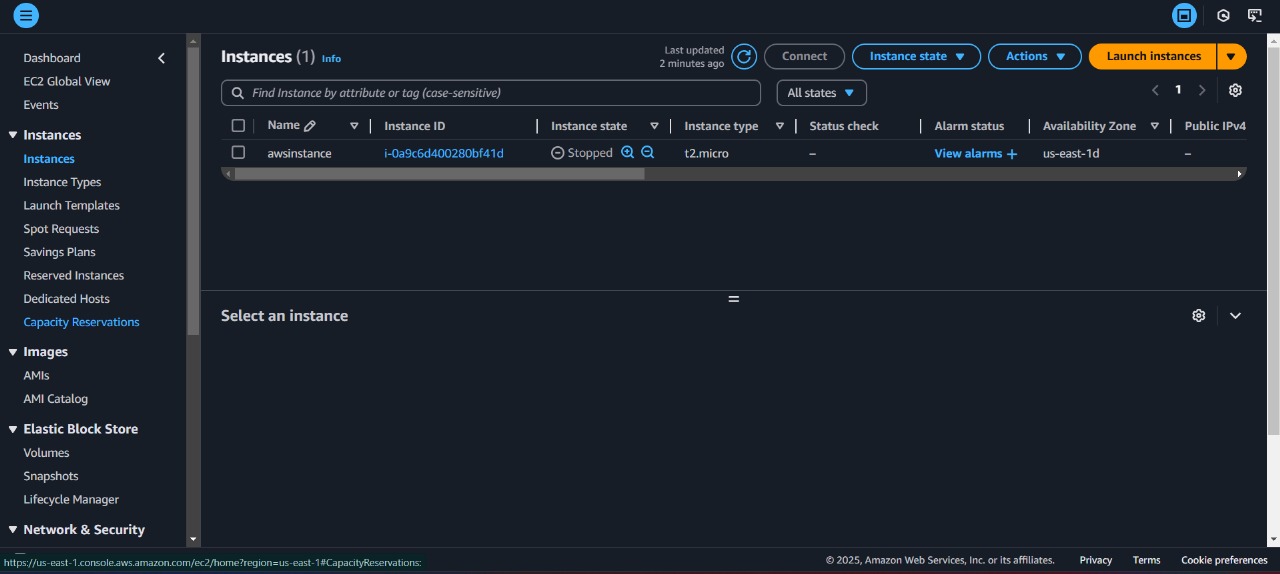 Dashboard
EC2 Global View
Events
Instances
Instances
Instance Types
Launch Templates
Spot Requests
Savings Plans
Reserved Instances
Dedicated Hosts
Capacity Reservations
Images
AMIs
AMI Catalog
Elastic Block Store
Volumes
Snapshots
Lifecycle Manager
Network & Security
Instances (1) Info
Last updated
2 minutes ago
Connect
Instance state
Actions
Launch instances
Find Instance by attribute or tag (case-sensitive)
All states
1
Name Instance ID Instance state Instance type Status check Alarm status Availability Zone Public IPv4
awsinstance i-0a9c6d400280bf41d Stopped t2.micro – View alarms + us-east-1d –
Select an instance
https://us-east-1.console.aws.amazon.com/ec2/home?region=us-east-1#CapacityReservations:
© 2025, Amazon Web Services, Inc. or its affiliates. Privacy Terms Cookie preferences